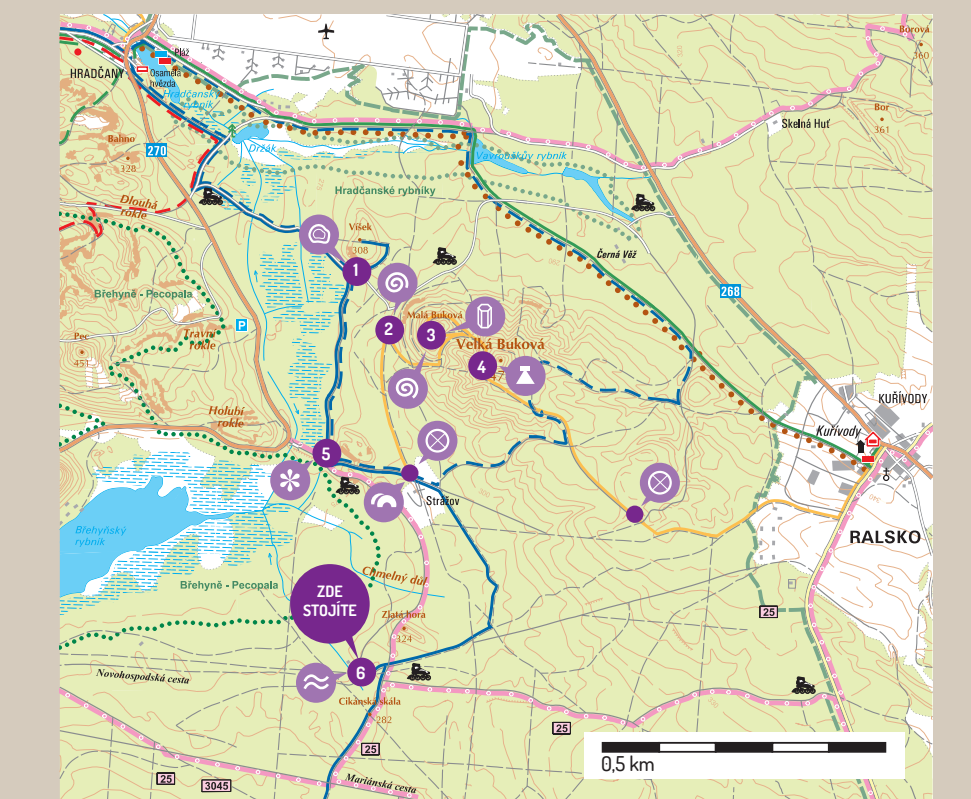 Borová
360
Pláž
HRADČANY
Osamělá
hvězda
Hradčanský
rybník
Bor
361
Skelná Huť
Balino
328
270
Držák
Vavrouškův rybník
Hradčanské rybníky
Dlouhá
rokle
Víšek
308
Černá Věž
1
268
Břehyně - Pecopala
P
Malá Buková
2
3
Travní
rokle
Pec
451
Velká Buková
4
Holubí
rokle
KUŘÍVODY
Kuřívody
5
Strážov
Břehyňský
rybník
RALSKO
Chmelný důl
Břehyně - Pecopala
ZDE
STOJÍTE
Zlatá hora
324
25
6
Novohospodská cesta
Cikánská skála
282
25
25
25
3045
Mariánská cesta
0,5 km